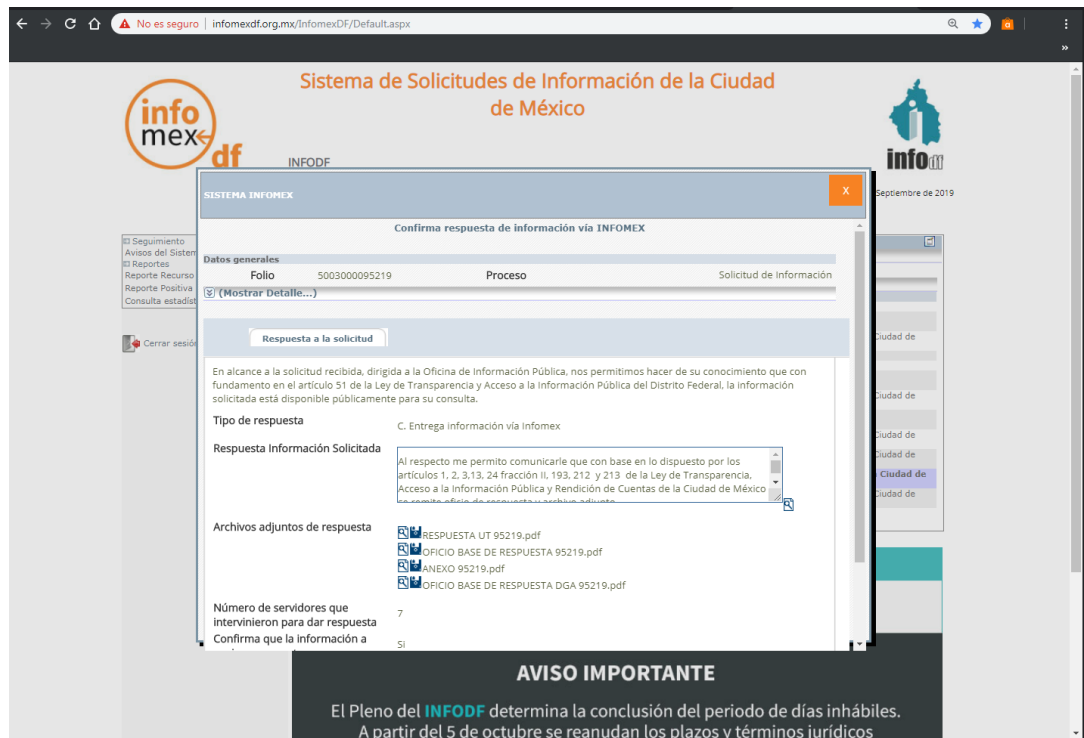 No es seguro | infomexdf.org.mx/InfomexDF/Default.aspx
»
Sistema de Solicitudes de Información de la Ciudad
de México
info
mex
df
INFODF
infodf
Septiembre de 2019
SISTEMA INFOMEX
X
Confirma respuesta de información vía INFOMEX
Seguimiento
Avisos del Sistem
Reportes
Reporte Recurso
Reporte Positiva
Consulta estadíst
Cerrar sesión
Datos generales
Folio 5003000095219 Proceso Solicitud de Información
(Mostrar Detalle...)
Respuesta a la solicitud
En alcance a la solicitud recibida, dirigida a la Oficina de Información Pública, nos permitimos hacer de su conocimiento que con
fundamento en el artículo 51 de la Ley de Transparencia y Acceso a la Información Pública del Distrito Federal, la información
solicitada está disponible públicamente para su consulta.
Tipo de respuesta
C. Entrega información vía Infomex
Respuesta Información Solicitada
Al respecto me permito comunicarle que con base en lo dispuesto por los
artículos 1, 2, 3,13, 24 fracción II, 193, 212 y 213 de la Ley de Transparencia,
Acceso a la Información Pública y Rendición de Cuentas de la Ciudad de México
se remite oficio de respuesta y archivo adjunto
Archivos adjuntos de respuesta
RESPUESTA UT 95219.pdf
OFICIO BASE DE RESPUESTA 95219.pdf
ANEXO 95219.pdf
OFICIO BASE DE RESPUESTA DGA 95219.pdf
Número de servidores que
intervinieron para dar respuesta
7
Confirma que la información a
Si
Ciudad de
Ciudad de
Ciudad de
Ciudad de
Ciudad de
Ciudad de
AVISO IMPORTANTE
El Pleno del INFODF determina la conclusión del periodo de días inhábiles.
A partir del 5 de octubre se reanudan los plazos y términos jurídicos